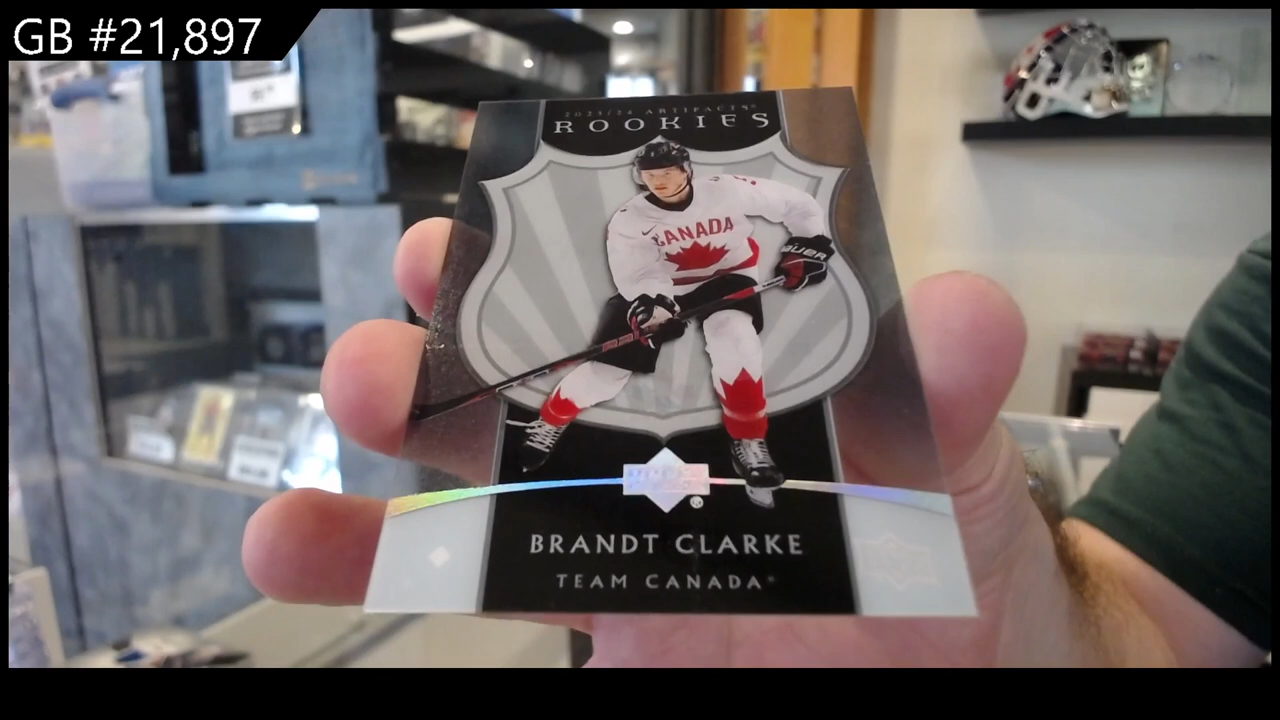 GB #21,897
2023/24 ARTIFACTS
ROOKIES
CANADA
BAUER
BRANDT CLARKE
TEAM CANADA